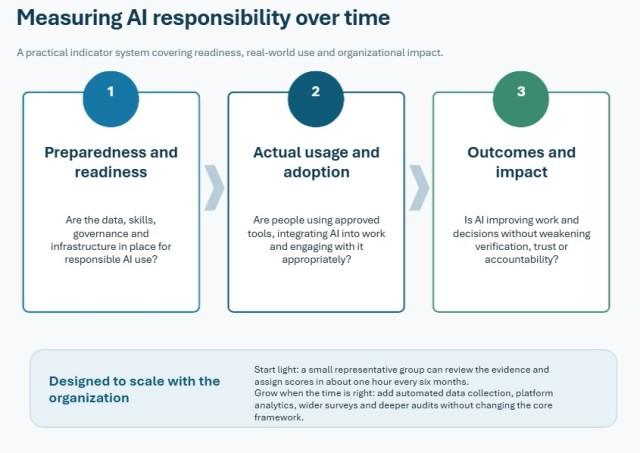 Measuring AI responsibility over time
A practical indicator system covering readiness, real-world use and organizational impact.
1
Preparedness and
readiness
Are the data, skills,
governance and
infrastructure in place for
responsible AI use?
2
Actual usage and
adoption
Are people using approved
tools, integrating AI into work
and engaging with it
appropriately?
3
Outcomes and
impact
Is AI improving work and
decisions without weakening
verification, trust or
accountability?
Designed to scale with the
organization
Start light: a small representative group can review the evidence and
assign scores in about one hour every six months.
Grow when the time is right: add automated data collection, platform
analytics, wider surveys and deeper audits without changing the core
framework.